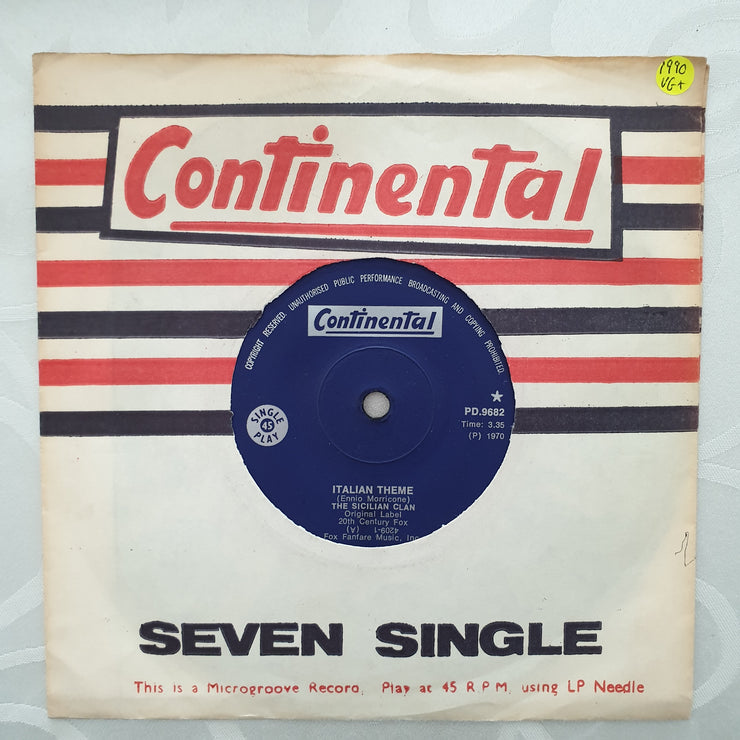 1990
VG+
Continental
COPYRIGHT RESERVED. UNAUTHORISED PUBLIC PERFORMANCE BROADCASTING AND COPYING PROHIBITED.
Continental
SINGLE
45
PLAY
PD.9682
Time: 3.35
(P) 1970
ITALIAN THEME
(Ennio Morricone)
THE SICILIAN CLAN
Original Label
20th Century Fox
4209-1 (A)
Fox Fanfare Music, Inc
SEVEN SINGLE
This is a Microgroove Record. Play at 45 R P M. using LP Needle